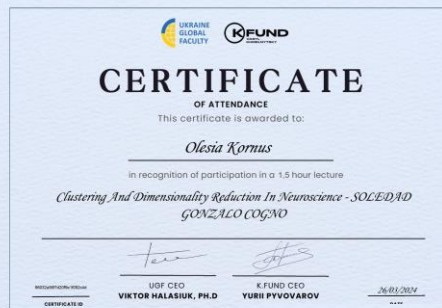 UKRAINE
GLOBAL
FACULTY
K FUND
CERTIFICATE
OF ATTENDANCE
This certificate is awarded to:
Olesia Kornus
in recognition of participation in a 1,5 hour lecture
Clustering And Dimensionality Reduction In Neuroscience - SOLEDAD
GONZALO COGNO
UGF CEO
VIKTOR HALASIUK, PH.D
K.FUND CEO
YURII PYVOVAROV
26/03/2024
CERTIFICATE ID
DATE